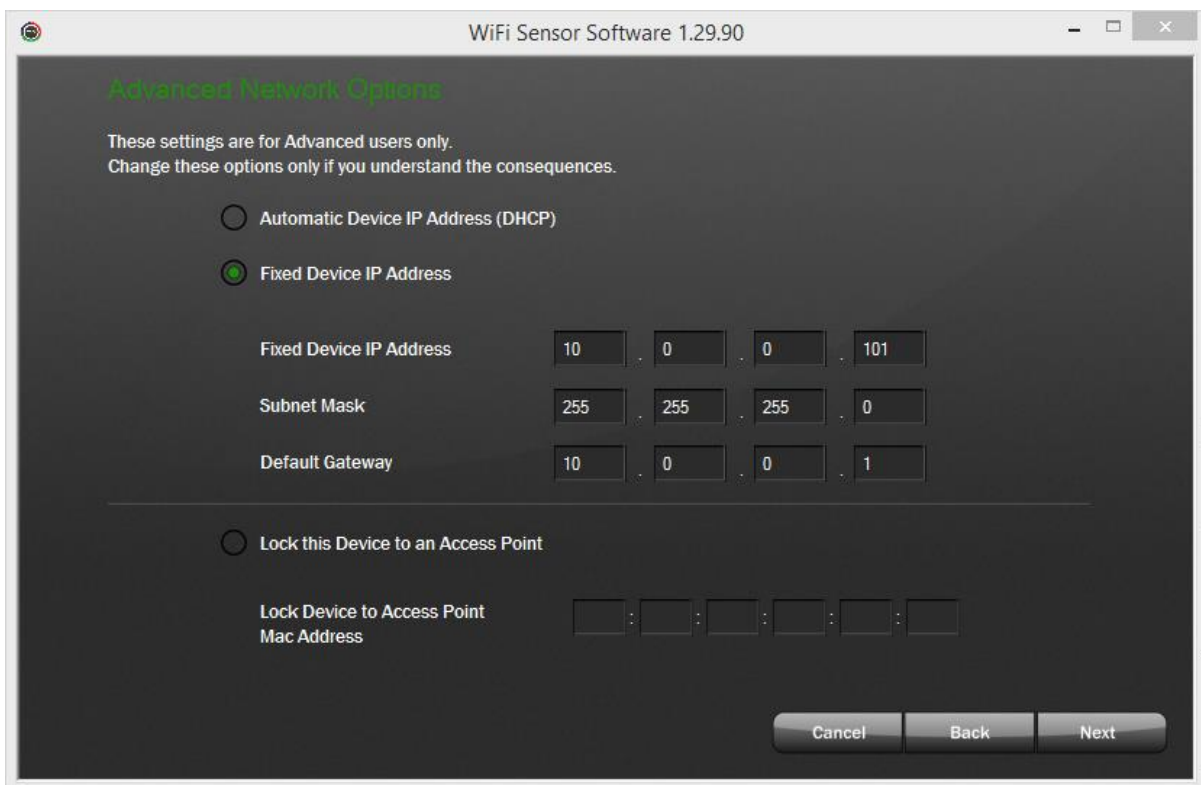 WiFi Sensor Software 1.29.90
Advanced Network Options
These settings are for Advanced users only.
Change these options only if you understand the consequences.
Automatic Device IP Address (DHCP)
Fixed Device IP Address
Fixed Device IP Address 10 . 0 . 0 . 101
Subnet Mask 255 . 255 . 255 . 0
Default Gateway 10 . 0 . 0 . 1
Lock this Device to an Access Point
Lock Device to Access Point
Mac Address : : : : :
Cancel Back Next